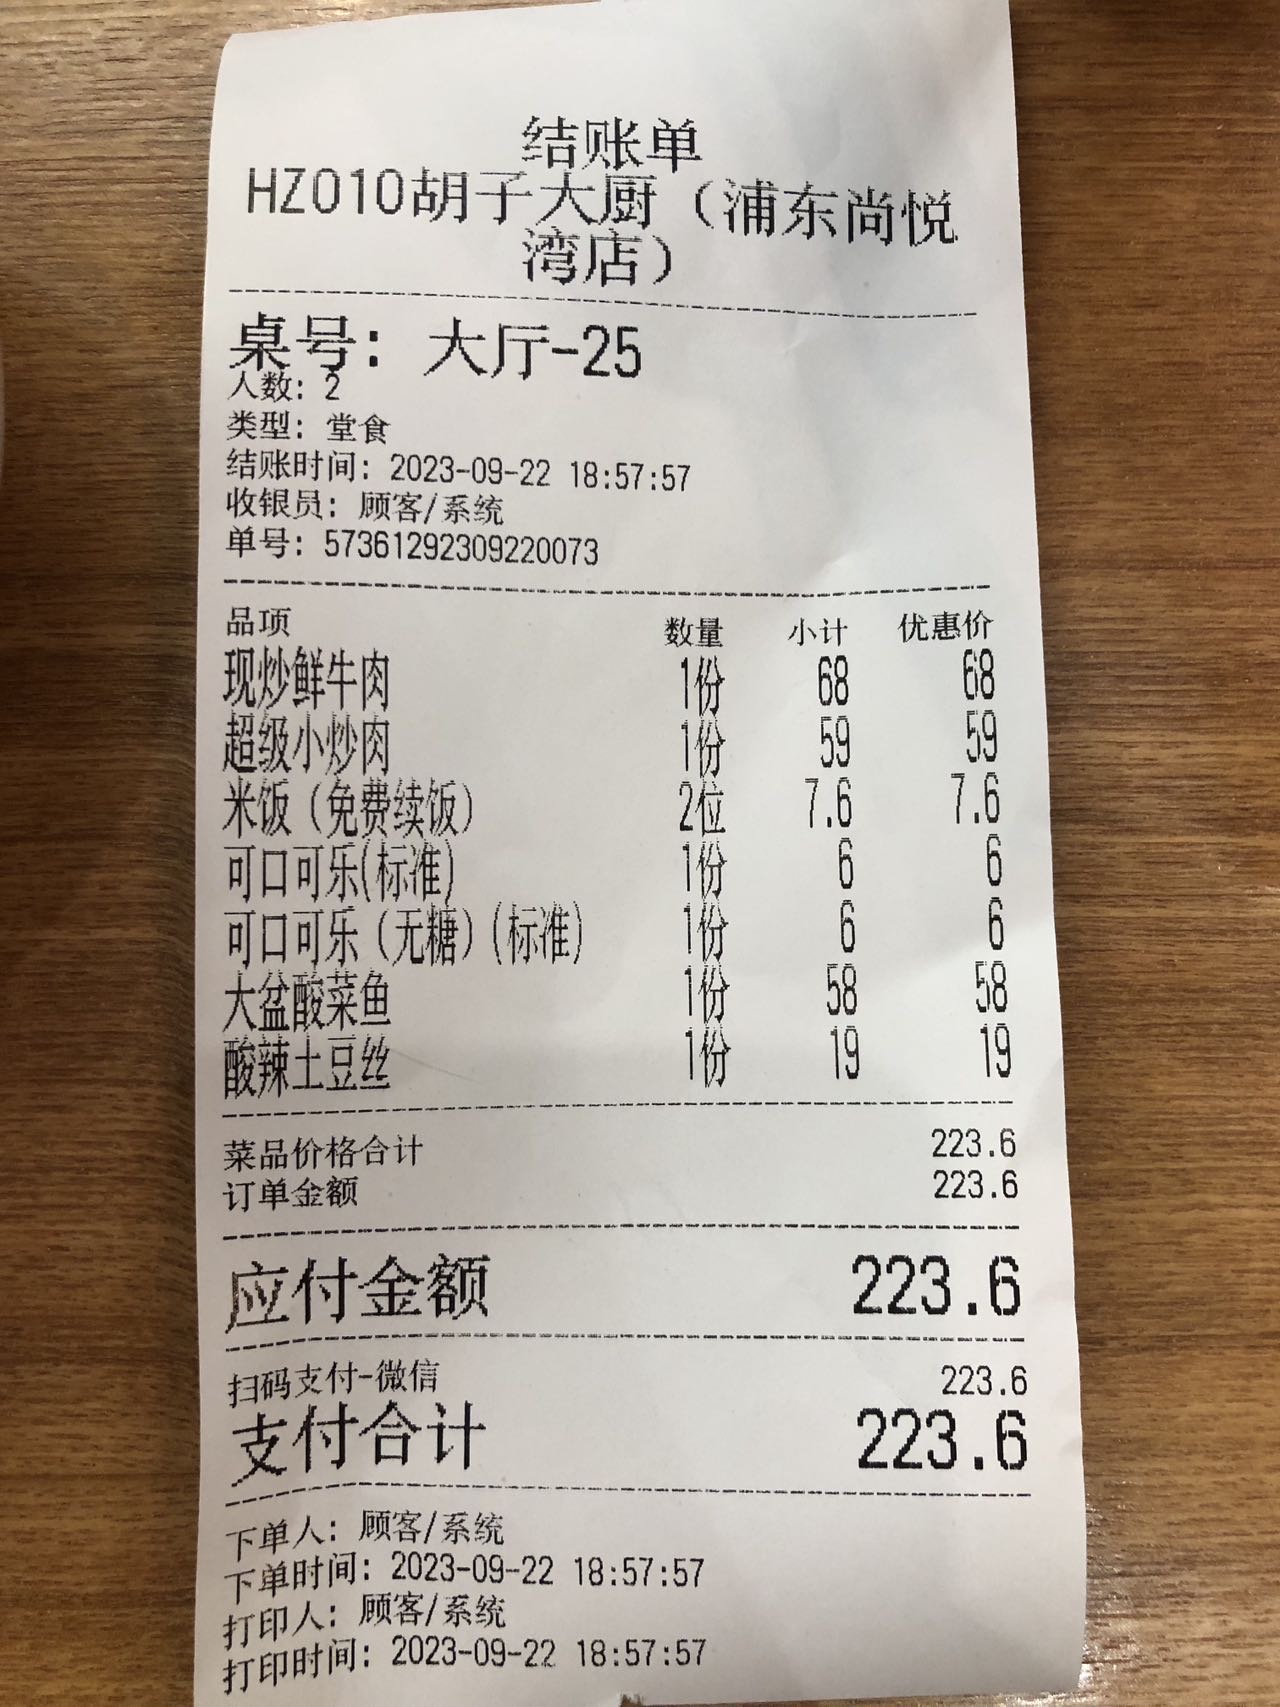 结账单
HZ010胡子大厨（浦东尚悦
湾店）
桌号：大厅-25
人数：2
类型：堂食
结账时间：2023-09-22 18:57:57
收银员：顾客/系统
单号：57361292309220073
品项 数量 小计 优惠价
现炒鲜牛肉 1份 68 68
超级小炒肉 1份 59 59
米饭（免费续饭） 2位 7.6 7.6
可口可乐(标准) 1份 6 6
可口可乐（无糖）(标准) 1份 6 6
大盆酸菜鱼 1份 58 58
酸辣土豆丝 1份 19 19
菜品价格合计 223.6
订单金额 223.6
应付金额 223.6
扫码支付-微信 223.6
支付合计 223.6
下单人：顾客/系统
下单时间：2023-09-22 18:57:57
打印人：顾客/系统
打印时间：2023-09-22 18:57:57